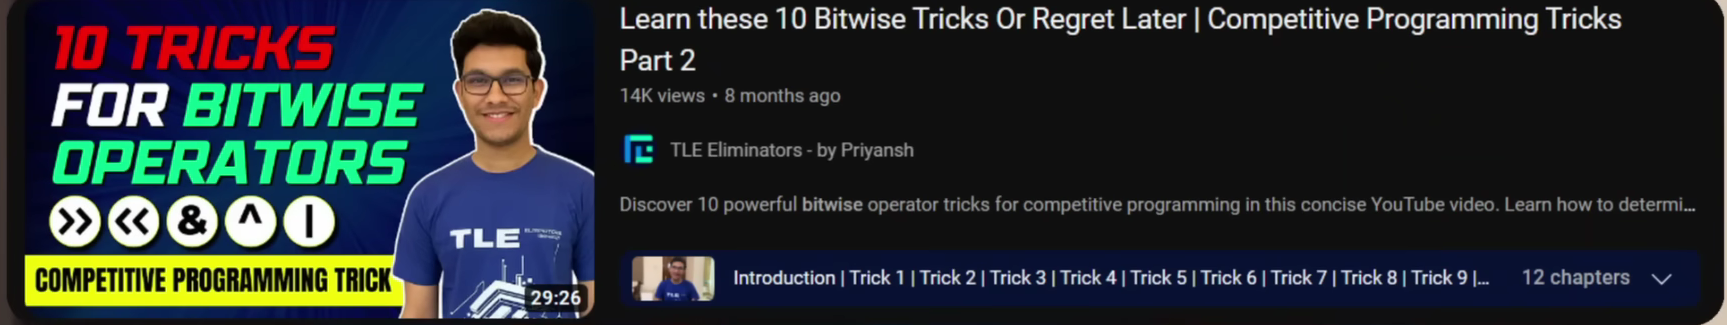 10 TRICKS
FOR BITWISE
OPERATORS
>> << & ^ |
COMPETITIVE PROGRAMMING TRICK
TLE
29:26
Learn these 10 Bitwise Tricks Or Regret Later | Competitive Programming Tricks
Part 2
14K views • 8 months ago
TLE Eliminators - by Priyansh
Discover 10 powerful bitwise operator tricks for competitive programming in this concise YouTube video. Learn how to determi...
Introduction | Trick 1 | Trick 2 | Trick 3 | Trick 4 | Trick 5 | Trick 6 | Trick 7 | Trick 8 | Trick 9 |... 12 chapters